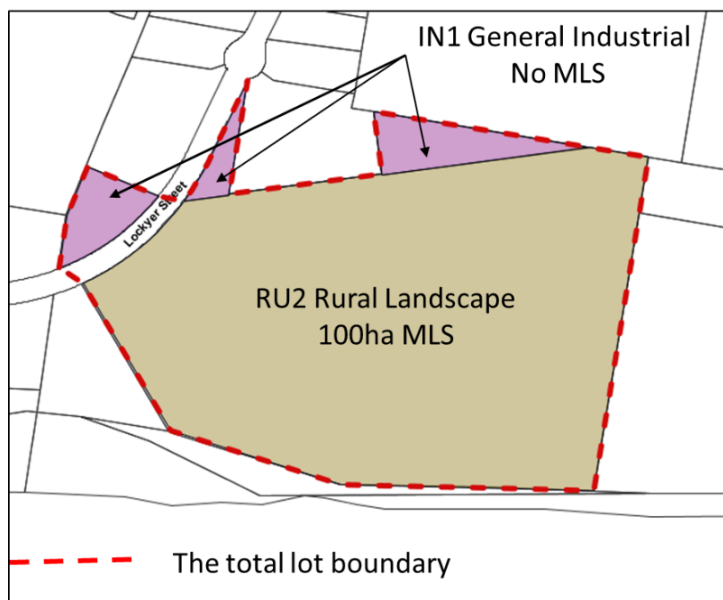 IN1 General Industrial
No MLS
Lockyer Street
RU2 Rural Landscape
100ha MLS
The total lot boundary